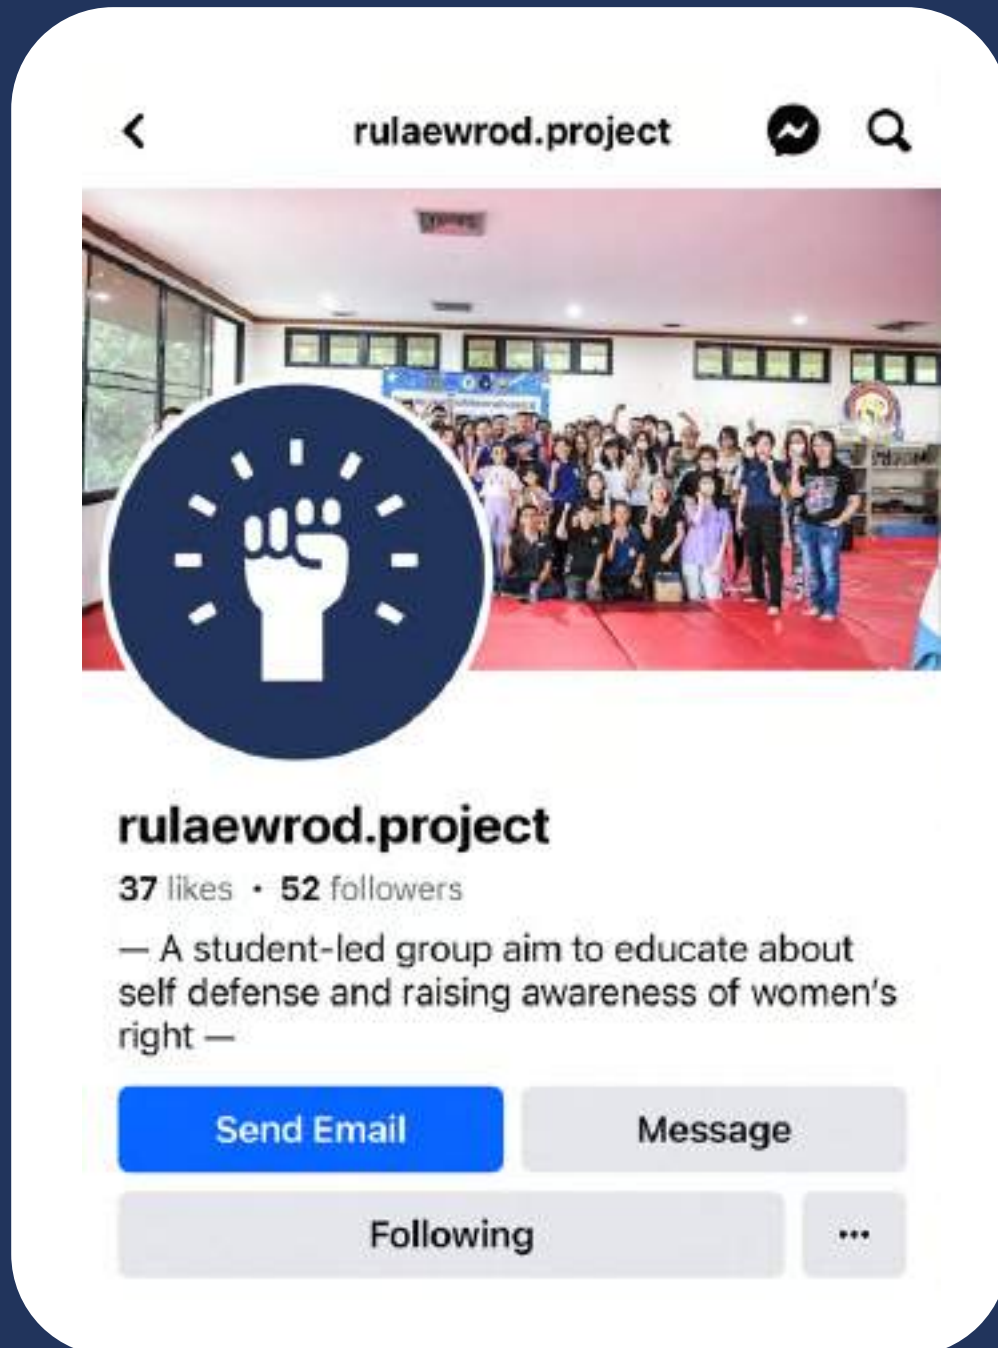 rulaewrod.project
rulaewrod.project
37 likes • 52 followers
— A student-led group aim to educate about
self defense and raising awareness of women's
right —
Send Email
Message
Following